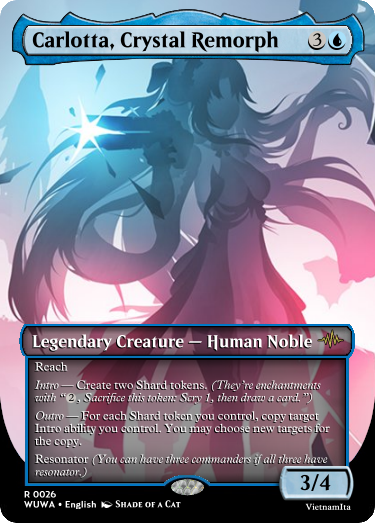 Carlotta, Crystal Remorph 3
Legendary Creature — Human Noble
Reach
Intro — Create two Shard tokens. (They're enchantments
with "2, Sacrifice this token: Scry 1, then draw a card.")
Outro — For each Shard token you control, copy target
Intro ability you control. You may choose new targets for
the copy.
Resonator (You can have three commanders if all three have
resonator.)
3/4
R 0026
WUWA • English SHADE OF A CAT
VietnamIta